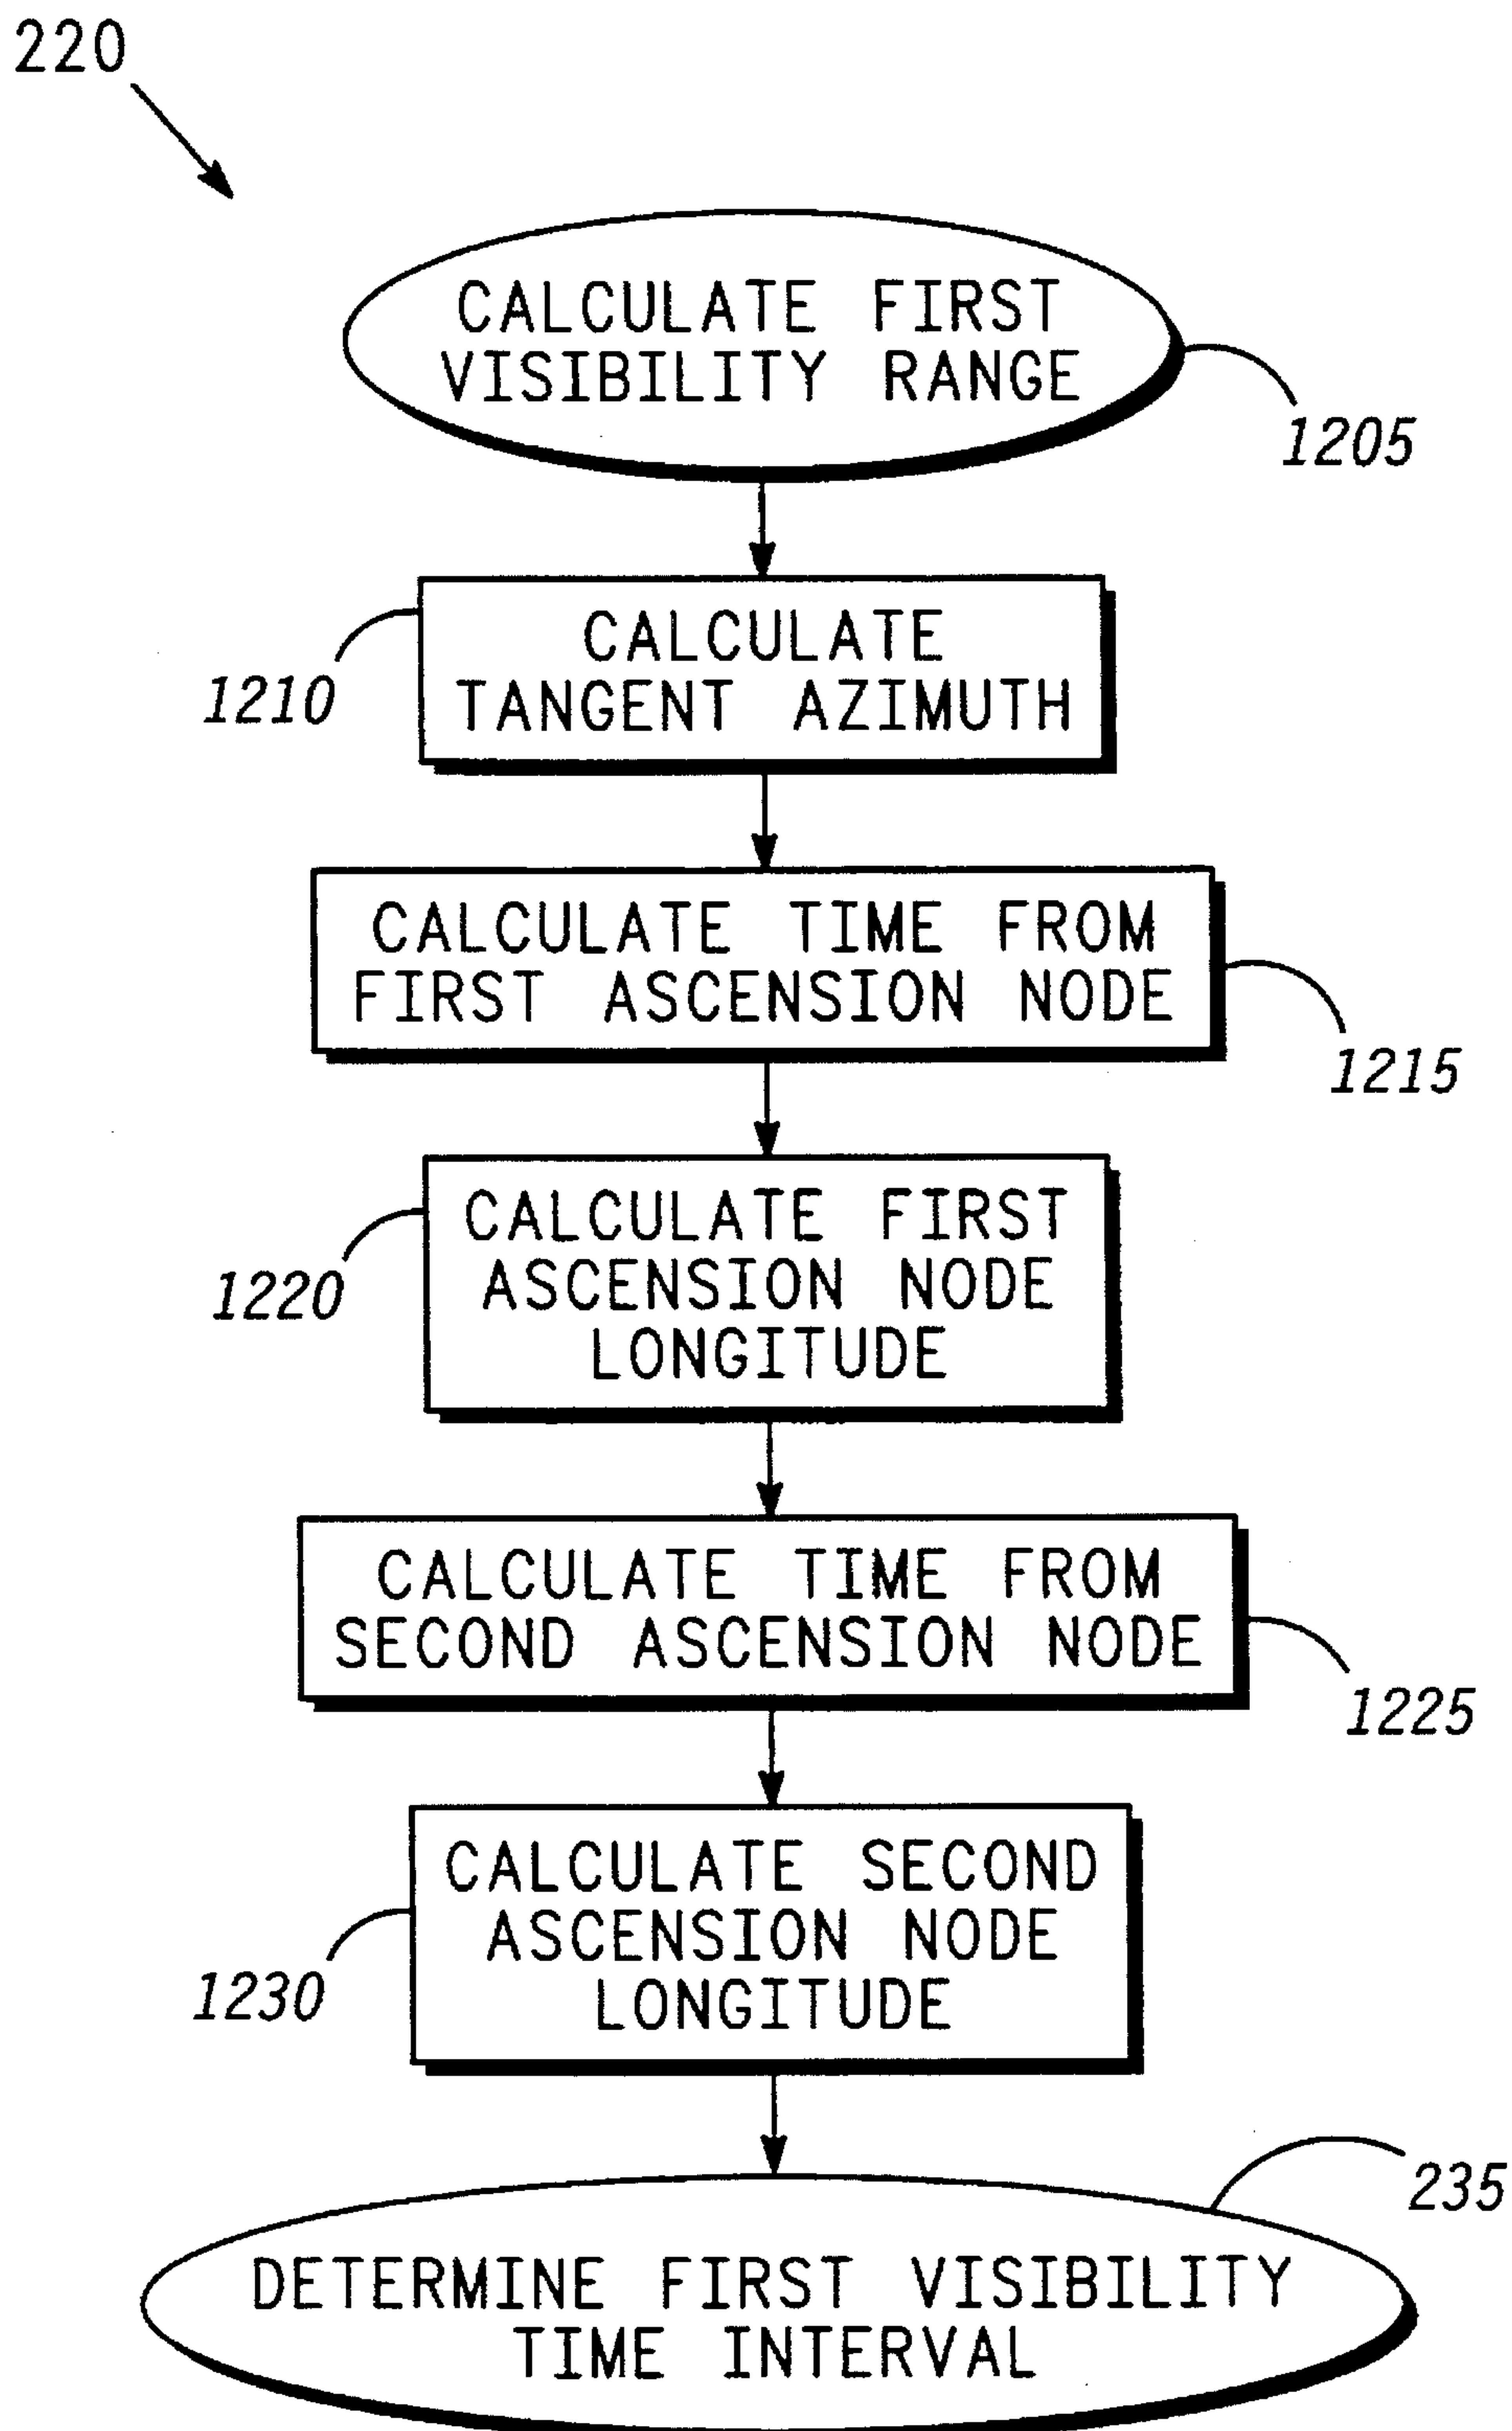 220
CALCULATE FIRST
VISIBILITY RANGE
1205
CALCULATE
TANGENT AZIMUTH
1210
CALCULATE TIME FROM
FIRST ASCENSION NODE
1215
CALCULATE FIRST
ASCENSION NODE
LONGITUDE
1220
CALCULATE TIME FROM
SECOND ASCENSION NODE
1225
CALCULATE SECOND
ASCENSION NODE
LONGITUDE
1230
235
DETERMINE FIRST VISIBILITY
TIME INTERVAL